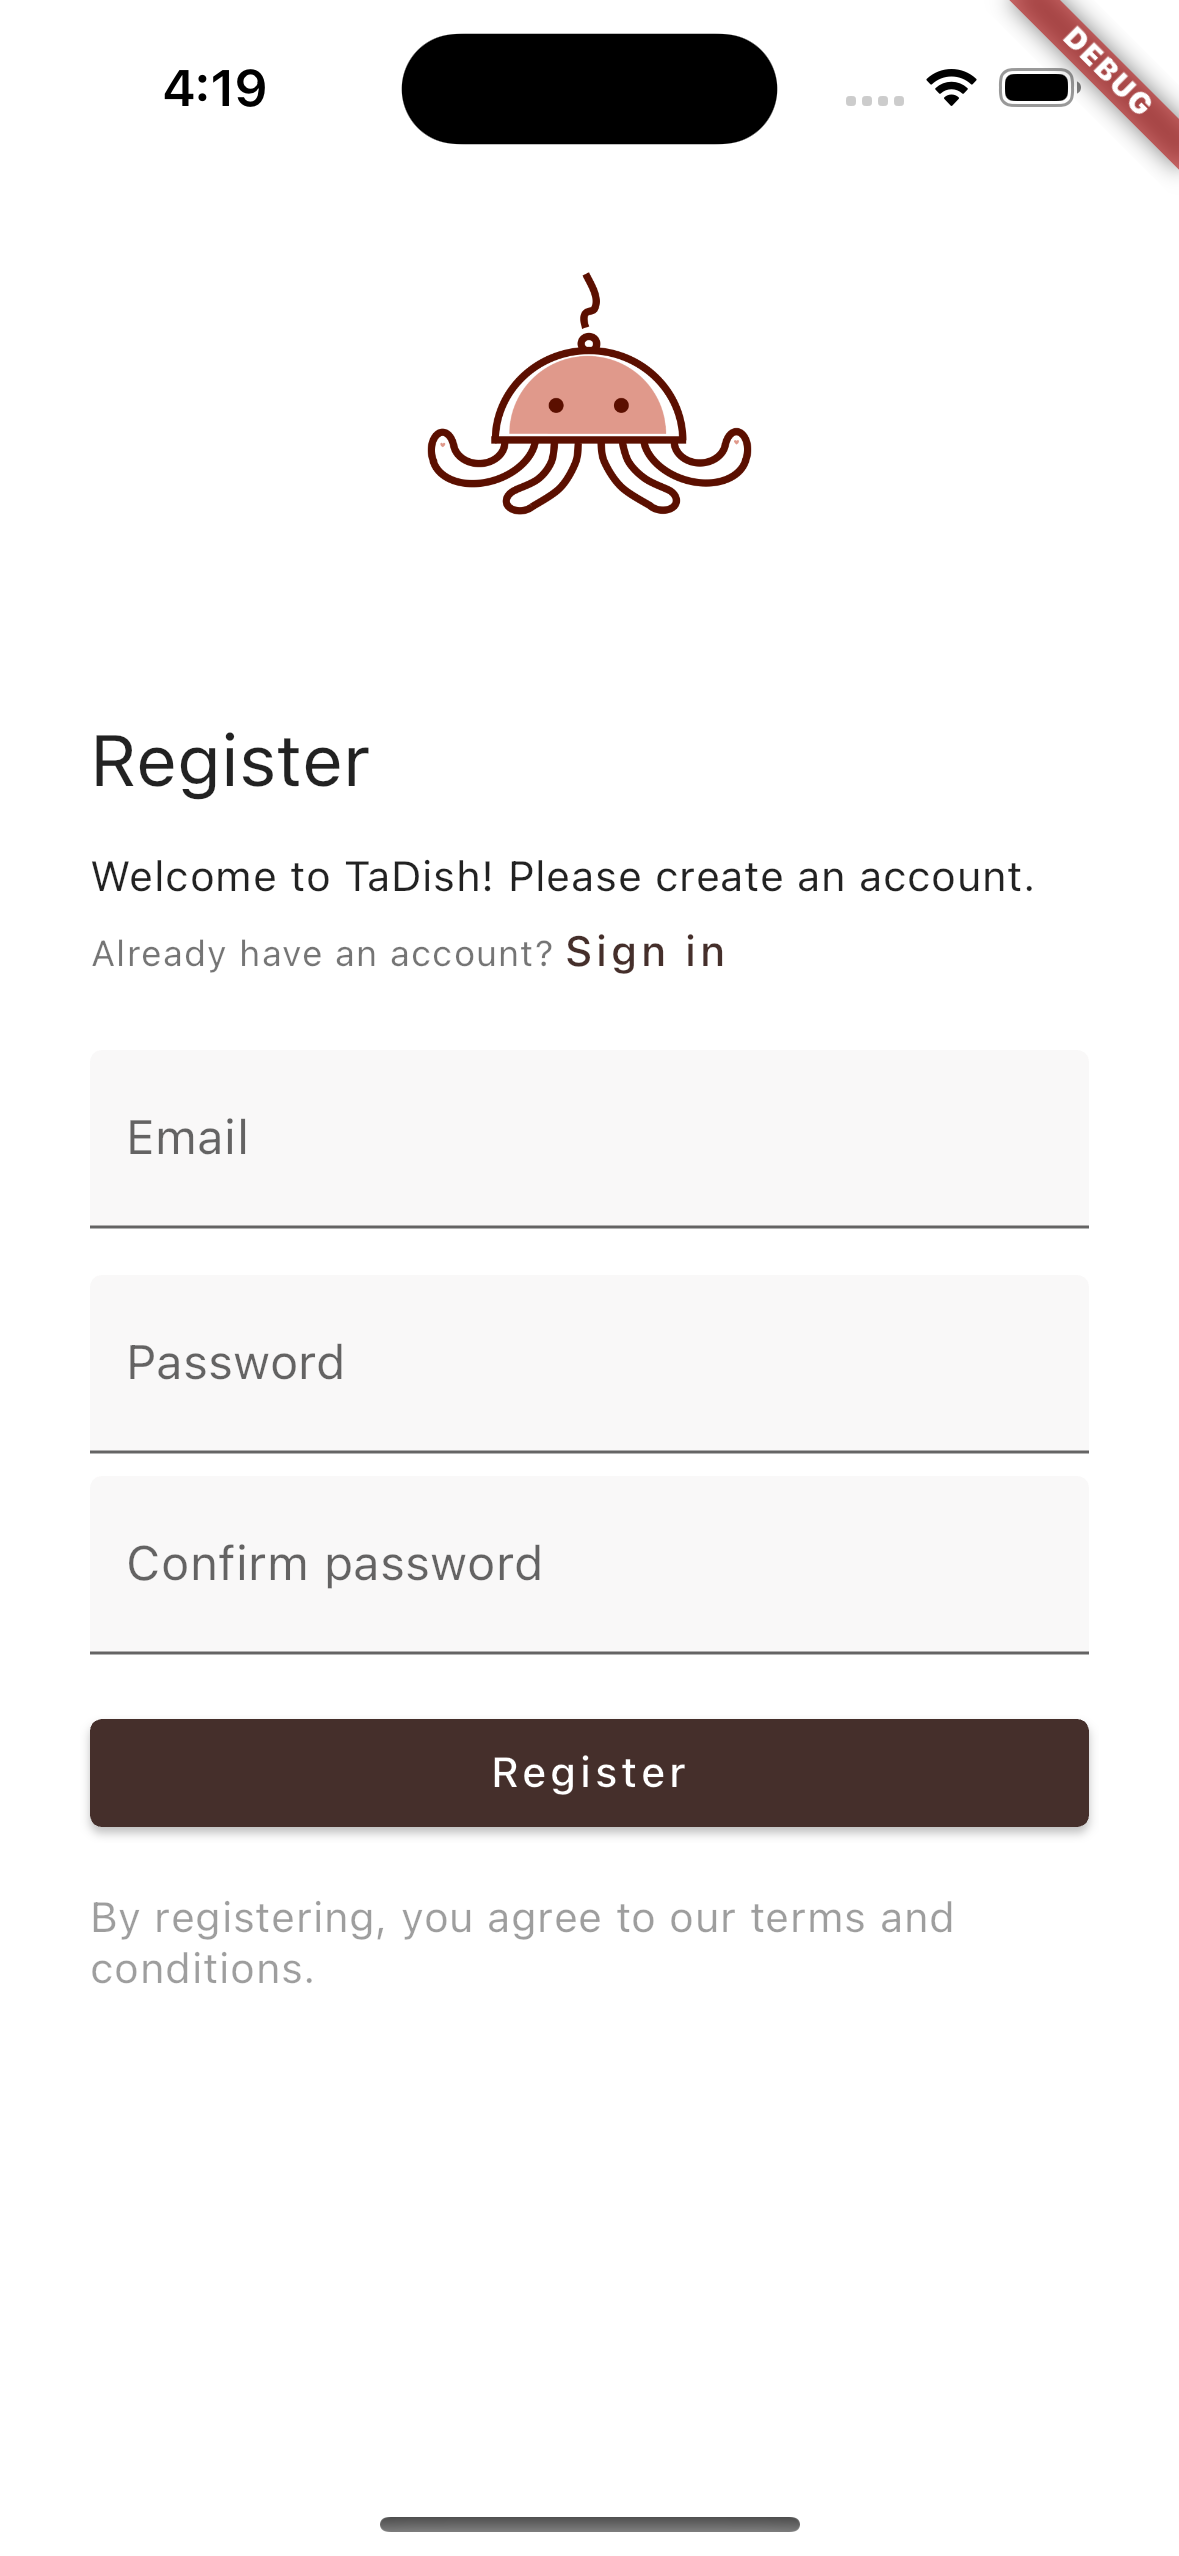 4:19
DEBUG
Register
Welcome to TaDish! Please create an account.
Already have an account? Sign in
Email
Password
Confirm password
Register
By registering, you agree to our terms and
conditions.